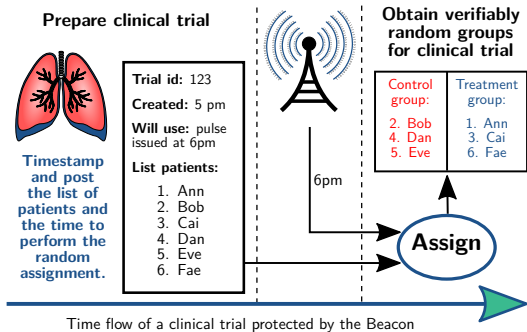 Prepare clinical trial
Timestamp
and post
the list of
patients and
the time to
perform the
random
assignment.
Trial id: 123
Created: 5 pm
Will use: pulse
issued at 6pm
List patients:
1. Ann
2. Bob
3. Cai
4. Dan
5. Eve
6. Fae
6pm
Obtain verifiably
random groups
for clinical trial
Control
group:
2. Bob
4. Dan
5. Eve
Treatment
group:
1. Ann
3. Cai
6. Fae
Assign
Time flow of a clinical trial protected by the Beacon